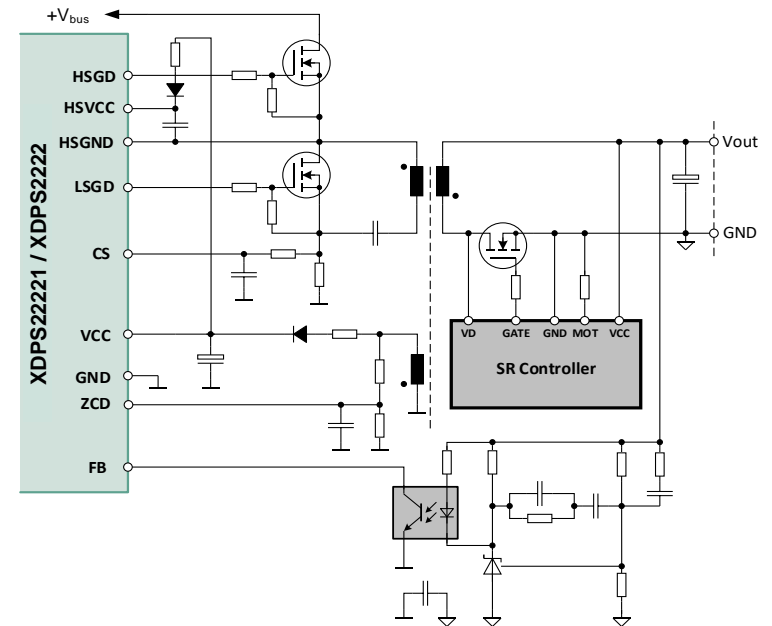 +Vbus
XDPS22221 / XDPS2222
HSGD
HSVCC
HSGND
LSGD
CS
VCC
GND
ZCD
FB
Vout
GND
VD GATE GND MOT VCC
SR Controller